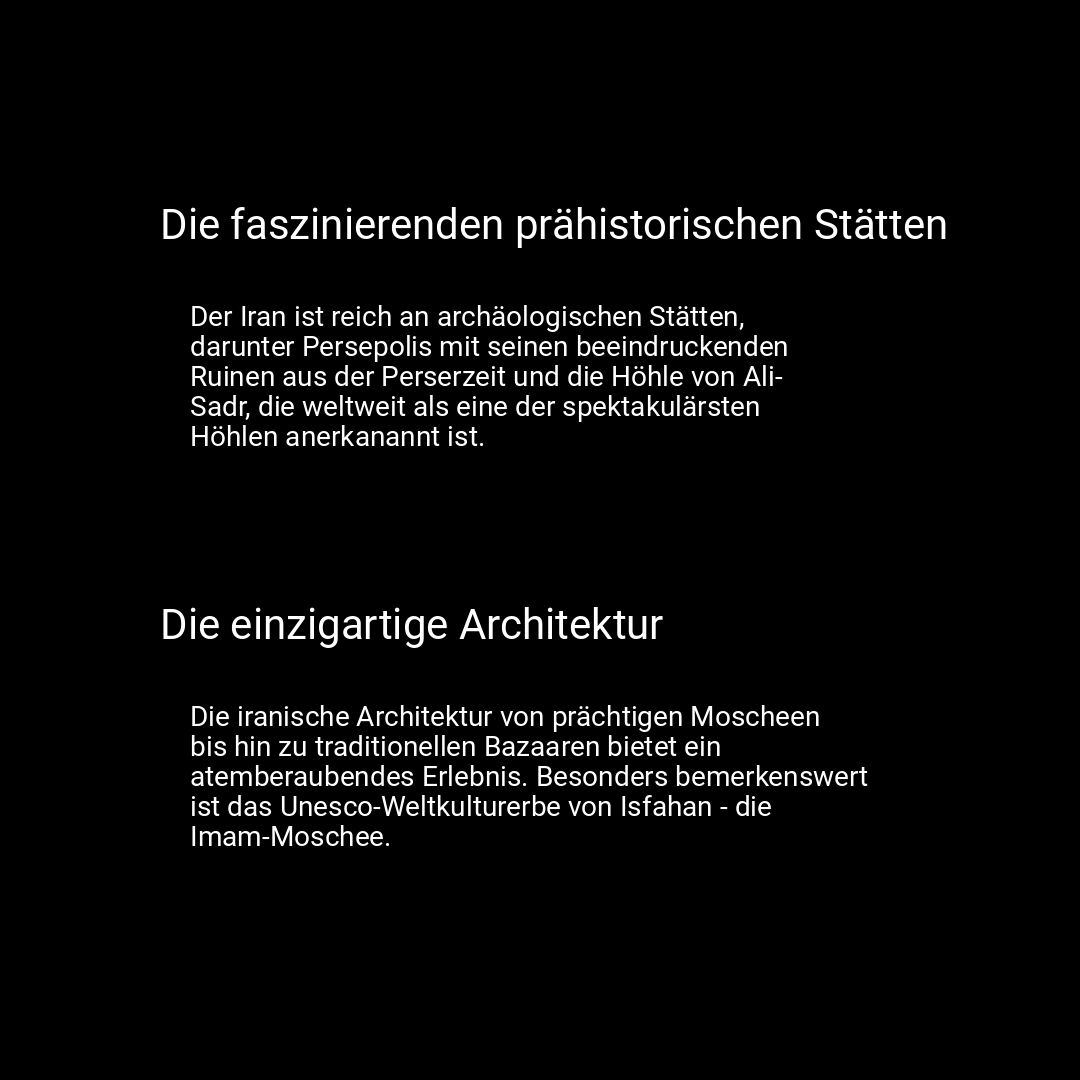 Die faszinierenden prähistorischen Stätten
Der Iran ist reich an archäologischen Stätten,
darunter Persepolis mit seinen beeindruckenden
Ruinen aus der Perserzeit und die Höhle von Ali-
Sadr, die weltweit als eine der spektakulärsten
Höhlen anerkanannt ist.
Die einzigartige Architektur
Die iranische Architektur von prächtigen Moscheen
bis hin zu traditionellen Bazaaren bietet ein
atemberaubendes Erlebnis. Besonders bemerkenswert
ist das Unesco-Weltkulturerbe von Isfahan - die
Imam-Moschee.